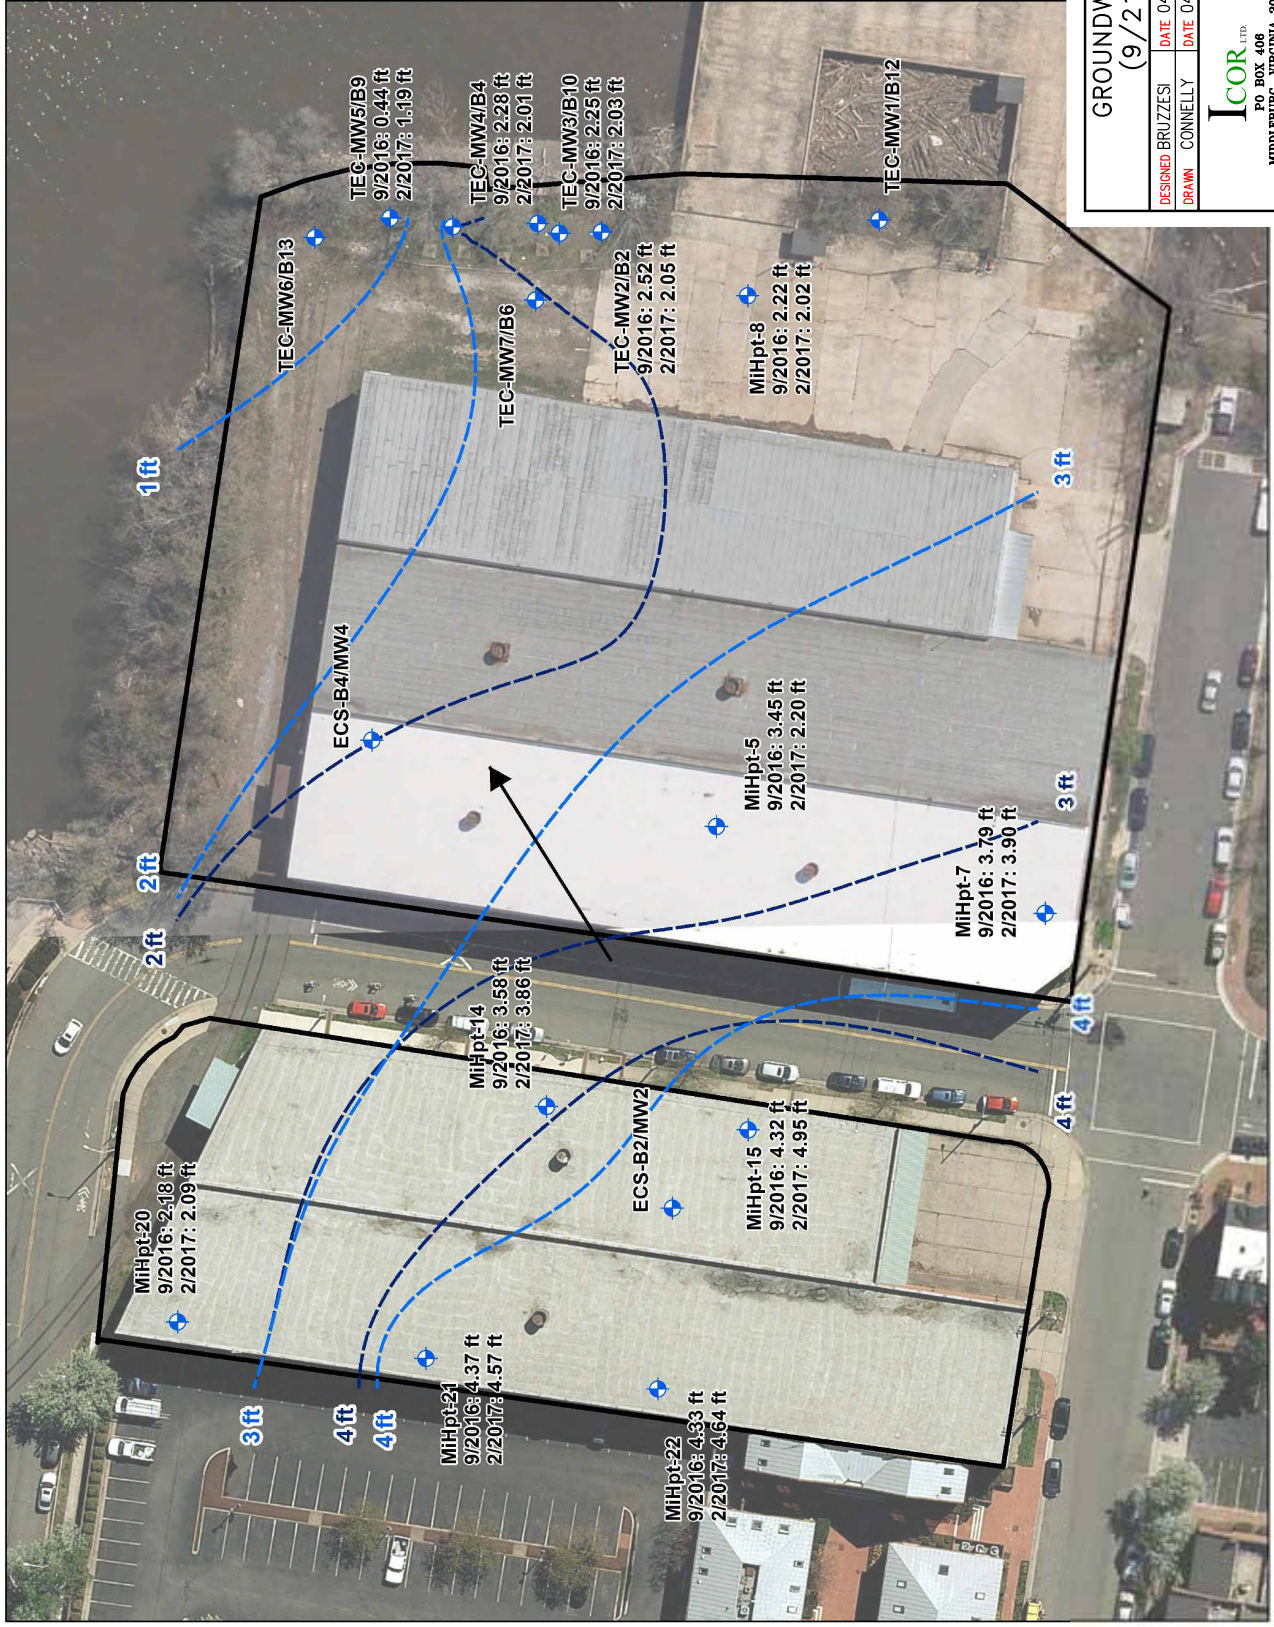 TEC-MW5/B9
9/2016: 0.44 ft
2/2017: 1.19 ft
TEC-MW4/B4
9/2016: 2.28 ft
2/2017: 2.01 ft
TEC-MW3/B10
9/2016: 2.25 ft
2/2017: 2.03 ft
TEC-MW1/B12
TEC-MW6/B13
TEC-MW7/B6
TEC-MW2/B2
9/2016: 2.52 ft
2/2017: 2.05 ft
MiHpt-8
9/2016: 2.22 ft
2/2017: 2.02 ft
1 ft
3 ft
ECS-B4/MW4
MiHpt-5
9/2016: 3.45 ft
2/2017: 2.20 ft
3 ft
2 ft
2 ft
MiHpt-7
9/2016: 3.79 ft
2/2017: 3.90 ft
4 ft
MiHpt-14
9/2016: 3.58 ft
2/2017: 3.86 ft
4 ft
ECS-B2/MW2
MiHpt-15
9/2016: 4.32 ft
2/2017: 4.95 ft
MiHpt-20
9/2016: 2.18 ft
2/2017: 2.09 ft
3 ft
4 ft
4 ft
MiHpt-21
9/2016: 4.37 ft
2/2017: 4.57 ft
MiHpt-22
9/2016: 4.33 ft
2/2017: 4.64 ft
GROUNDW
(9/2
DESIGNED BRUZZESI DATE 04
DRAWN CONNELLY DATE 04
ICOR LTD.
PO BOX 406
MIDDLEBURG, VIRGINIA 20